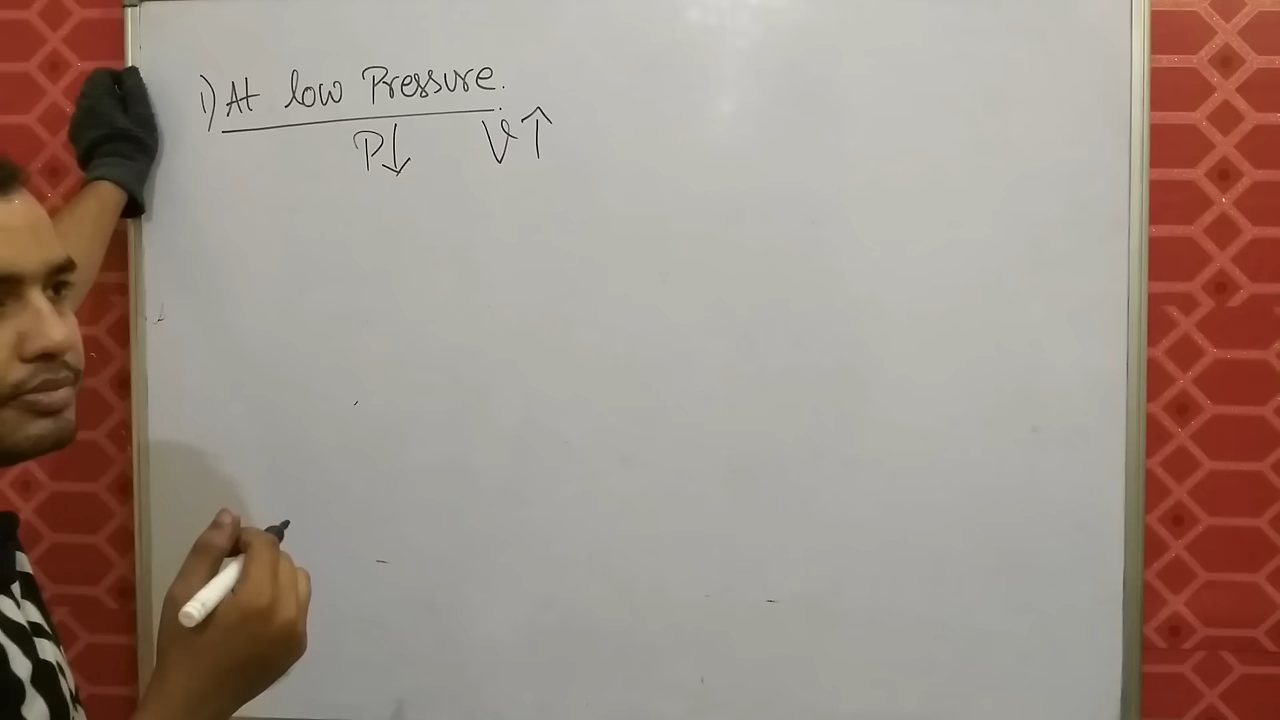 1) At low Pressure.
P↓ V↑